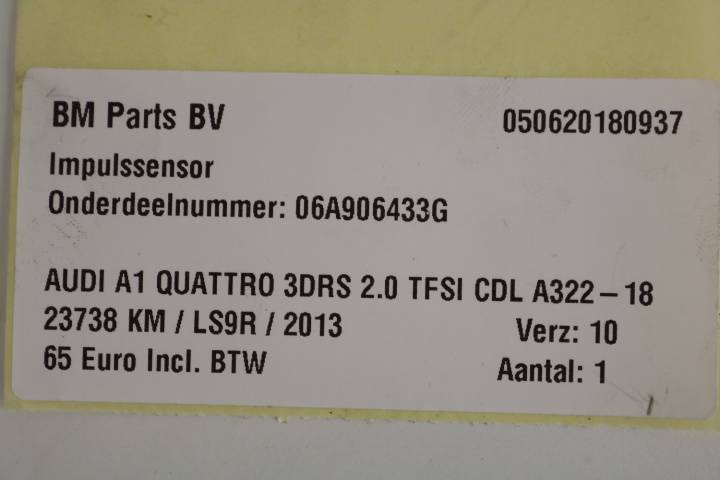 BM Parts BV 050620180937
Impulssensor
Onderdeelnummer: 06A906433G
AUDI A1 QUATTRO 3DRS 2.0 TFSI CDL A322–18
23738 KM / LS9R / 2013 Verz: 10
65 Euro Incl. BTW Aantal: 1